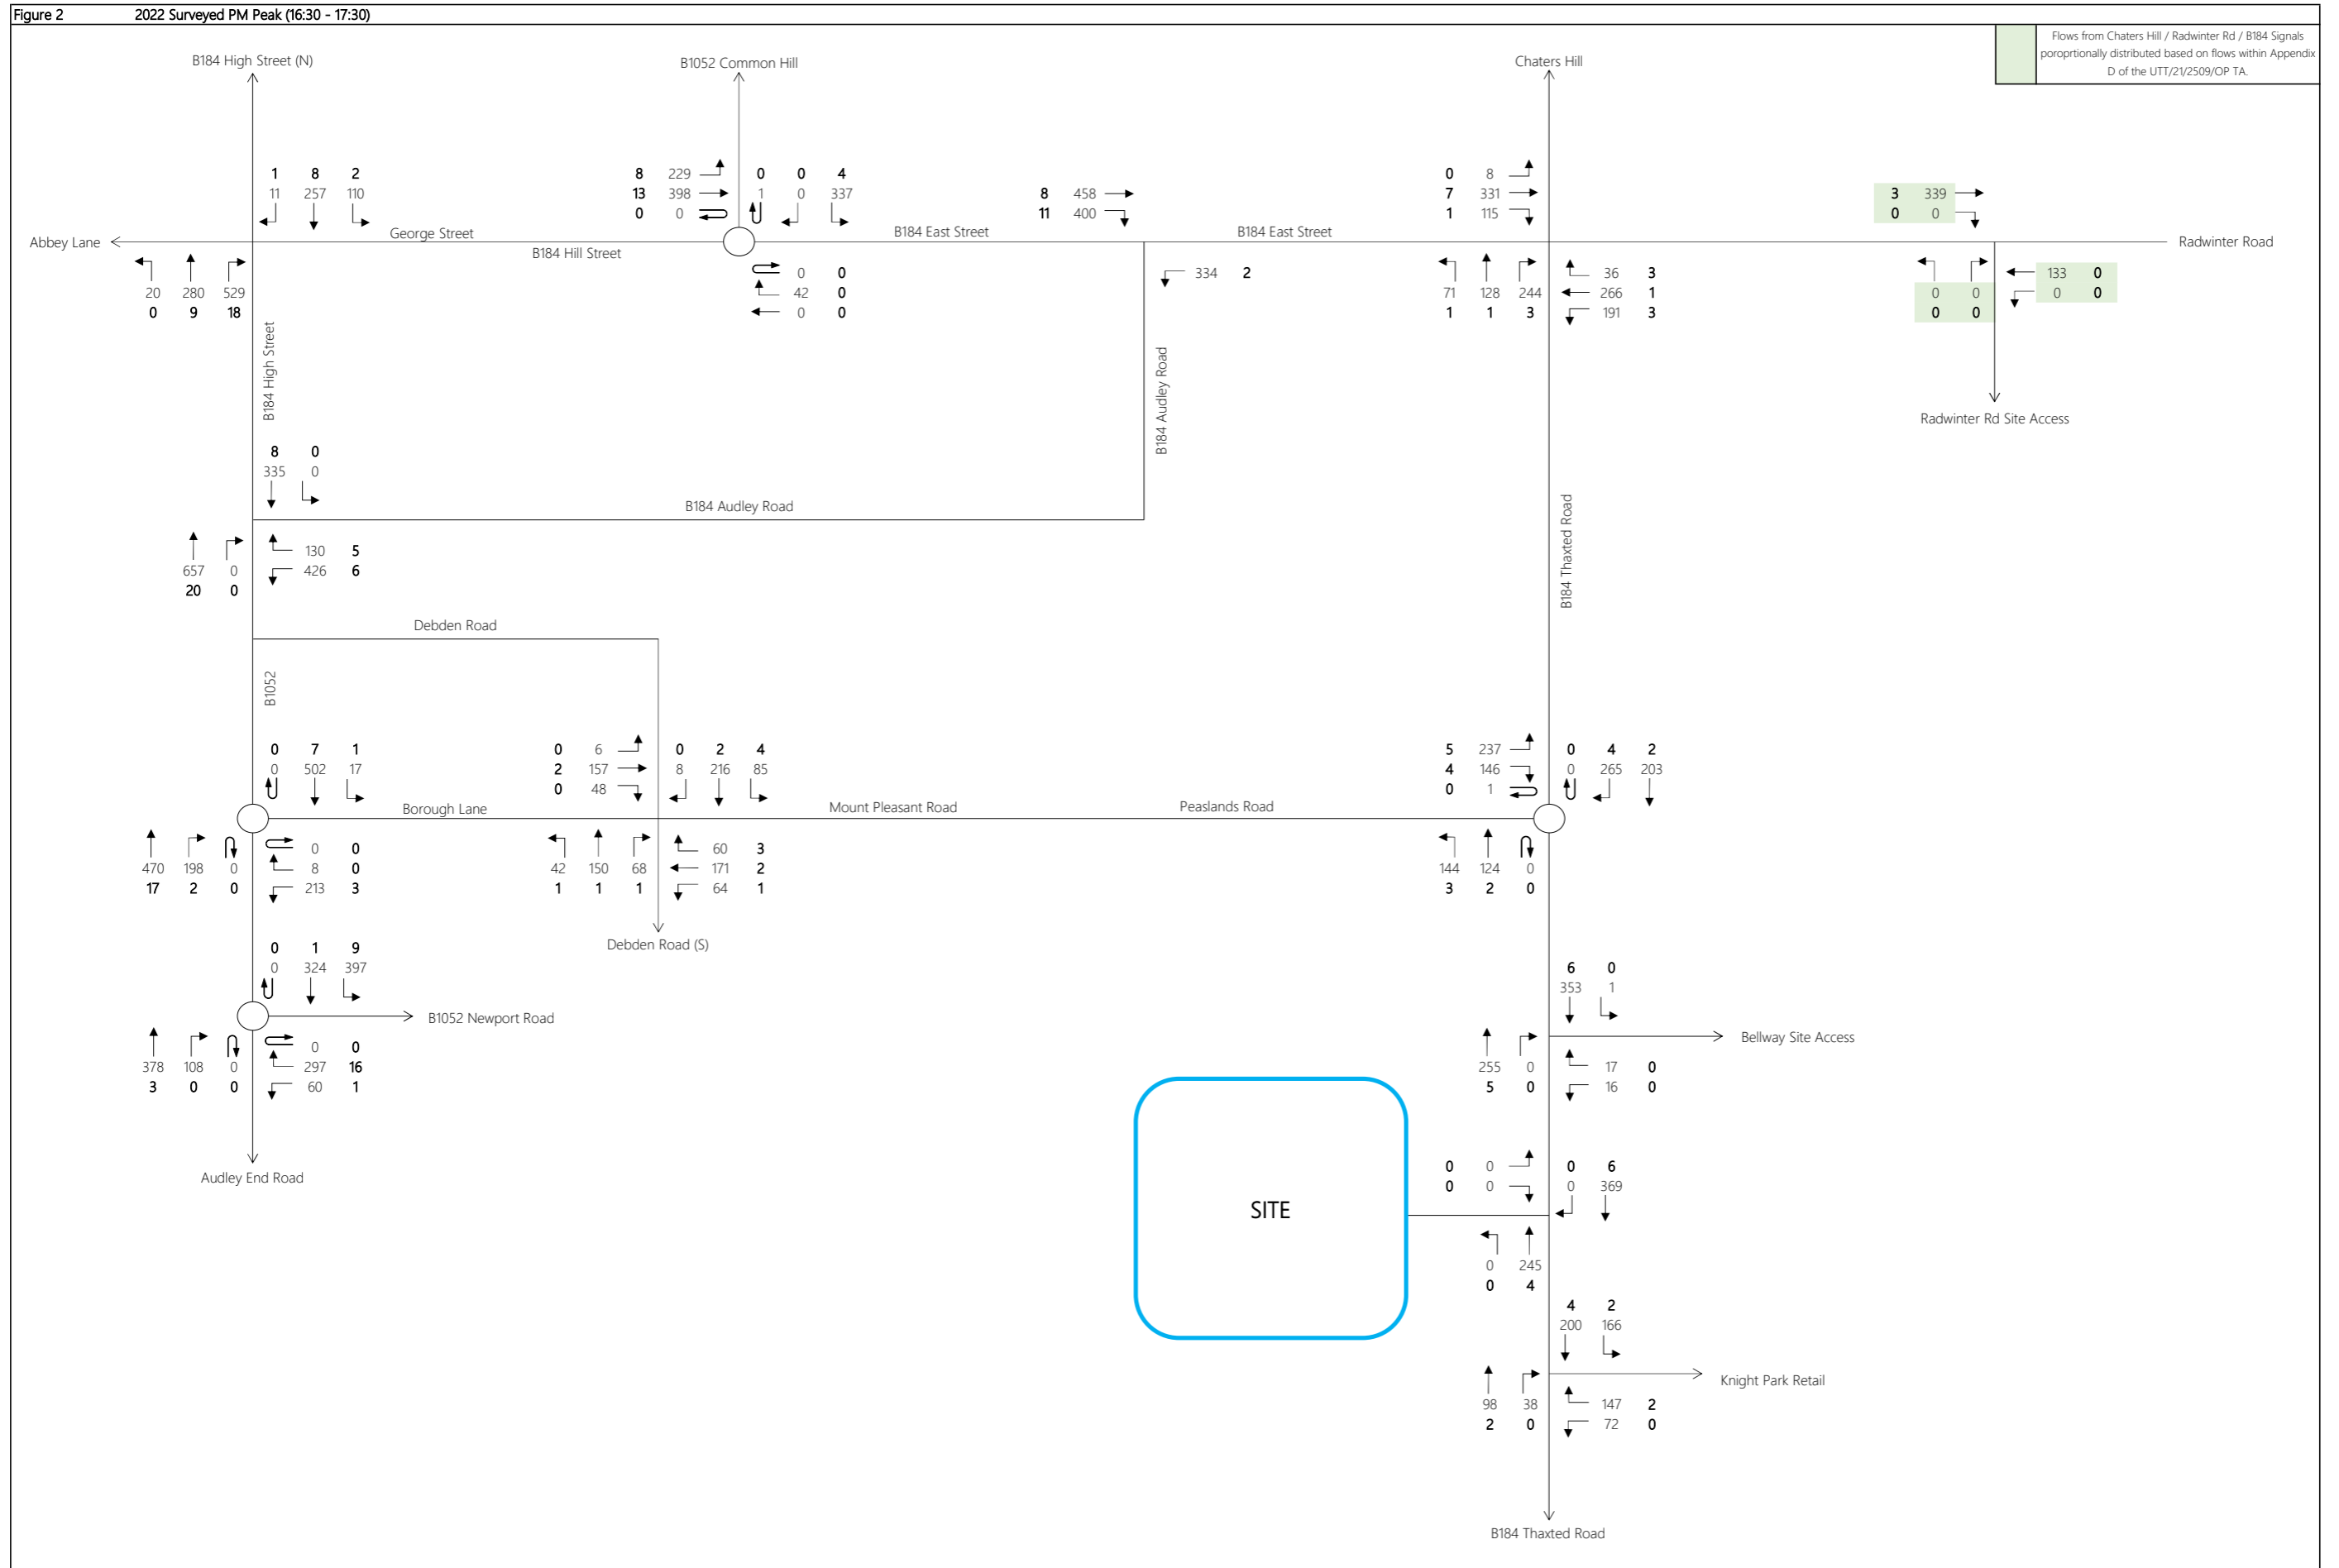 Figure 2 2022 Surveyed PM Peak (16:30 - 17:30)
Flows from Chaters Hill / Radwinter Rd / B184 Signals
poroprtionally distributed based on flows within Appendix
D of the UTT/21/2509/OP TA.
B184 High Street (N)
B1052 Common Hill
Chaters Hill
1 8 2
11 257 110
8 229
13 398
0 0
0 0 4
1 0 337
8 458
11 400
0 8
7 331
1 115
3 339
0 0
Abbey Lane
George Street
B184 Hill Street
B184 East Street
B184 East Street
Radwinter Road
20 280 529
0 9 18
0 0
42 0
0 0
334 2
71 128 244
1 1 3
36 3
266 1
191 3
0 0
0 0
133 0
0 0
B184 High Street
B184 Audley Road
Radwinter Rd Site Access
8 0
335 0
B184 Audley Road
B184 Thaxted Road
657 0
20 0
130 5
426 6
Debden Road
B1052
0 7 1
0 502 17
0 6
2 157
0 48
0 2 4
8 216 85
5 237
4 146
0 1
0 4 2
0 265 203
Borough Lane
Mount Pleasant Road
Peaslands Road
470 198 0
17 2 0
0 0
8 0
213 3
42 150 68
1 1 1
60 3
171 2
64 1
144 124 0
3 2 0
Debden Road (S)
0 1 9
0 324 397
6 0
353 1
B1052 Newport Road
Bellway Site Access
378 108 0
3 0 0
0 0
297 16
60 1
255 0
5 0
17 0
16 0
Audley End Road
SITE
0 0
0 0
0 6
0 369
0 245
0 4
4 2
200 166
Knight Park Retail
98 38
2 0
147 2
72 0
B184 Thaxted Road